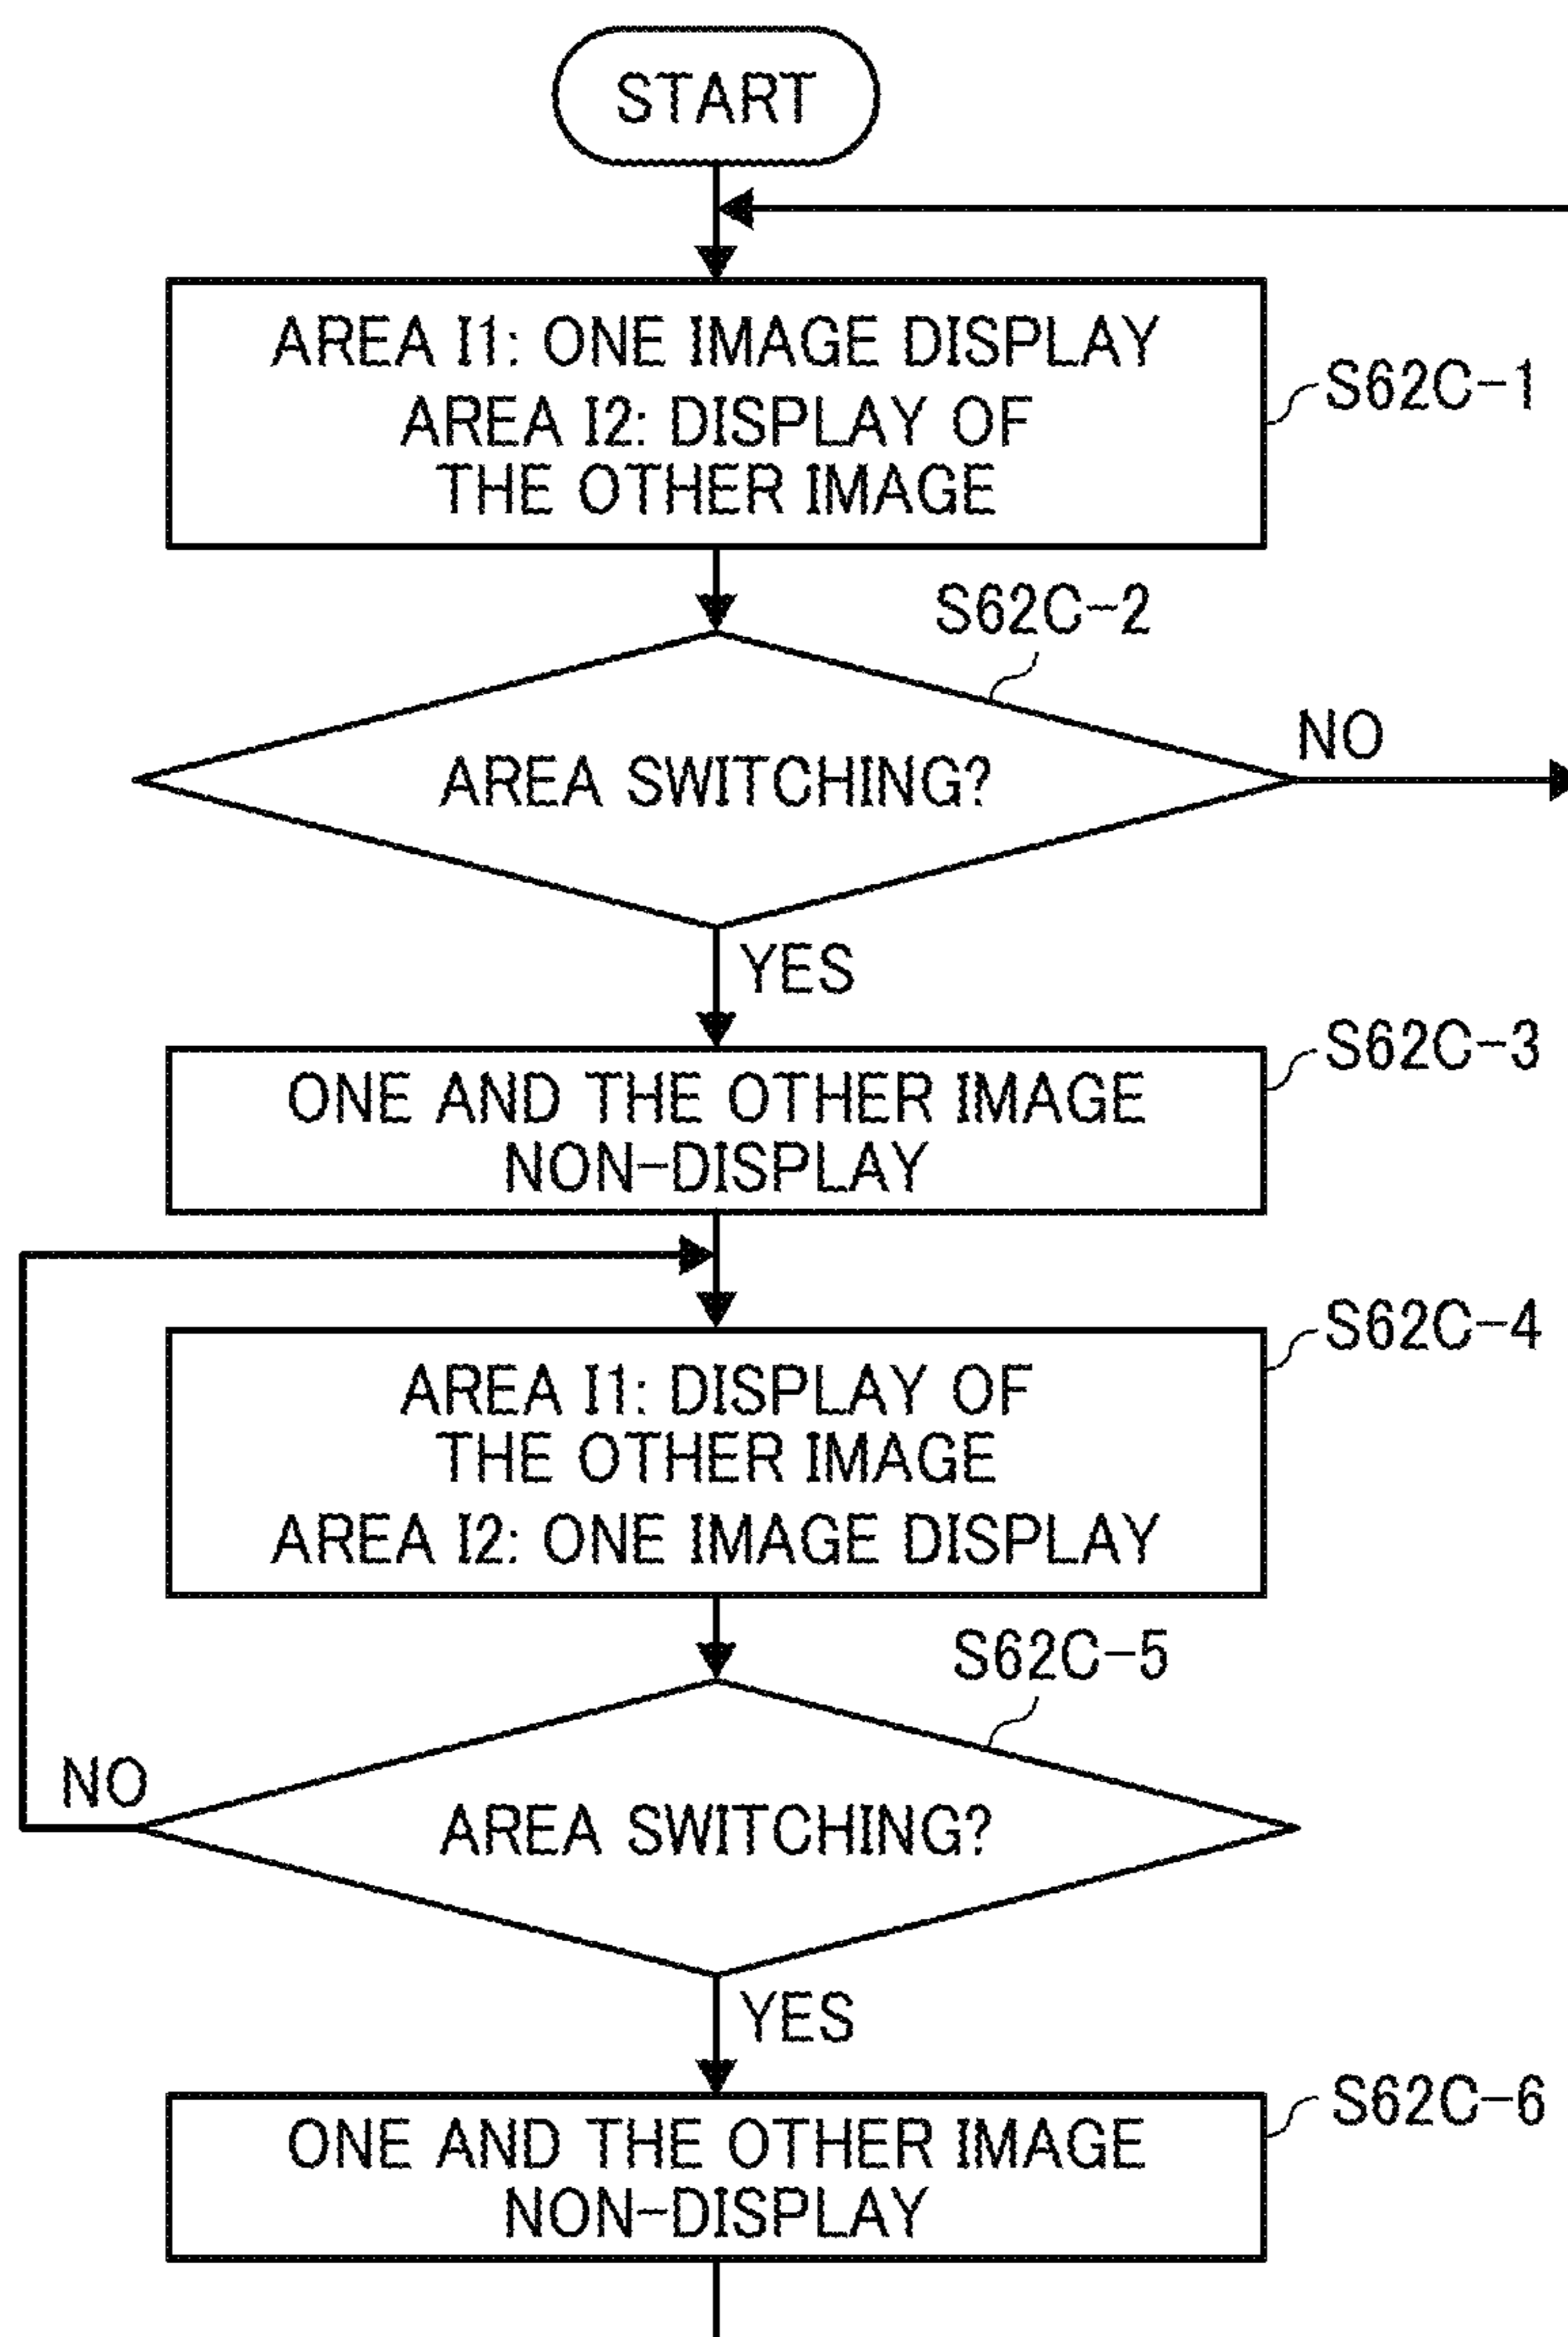 START
AREA I1: ONE IMAGE DISPLAY
AREA I2: DISPLAY OF
THE OTHER IMAGE
S62C-1
S62C-2
AREA SWITCHING?
NO
YES
S62C-3
ONE AND THE OTHER IMAGE
NON-DISPLAY
S62C-4
AREA I1: DISPLAY OF
THE OTHER IMAGE
AREA I2: ONE IMAGE DISPLAY
S62C-5
NO
AREA SWITCHING?
YES
S62C-6
ONE AND THE OTHER IMAGE
NON-DISPLAY